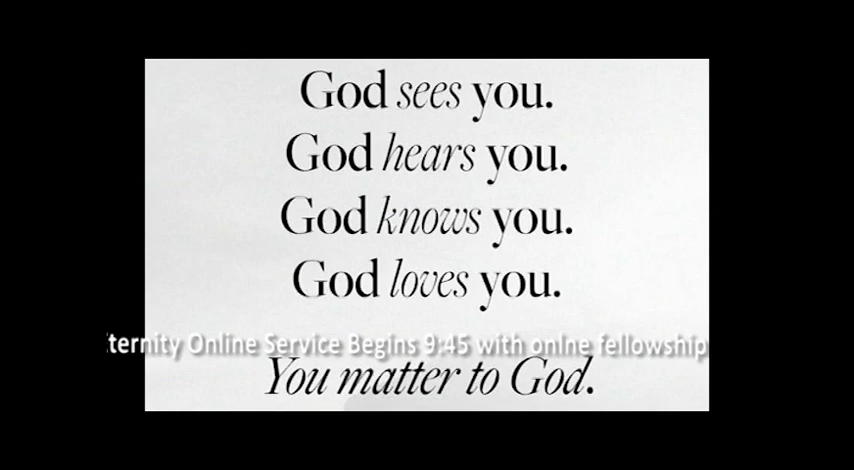 God sees you.
God hears you.
God knows you.
God loves you.
Online Service Begins 9:45 with onlne fellowship
You matter to God.